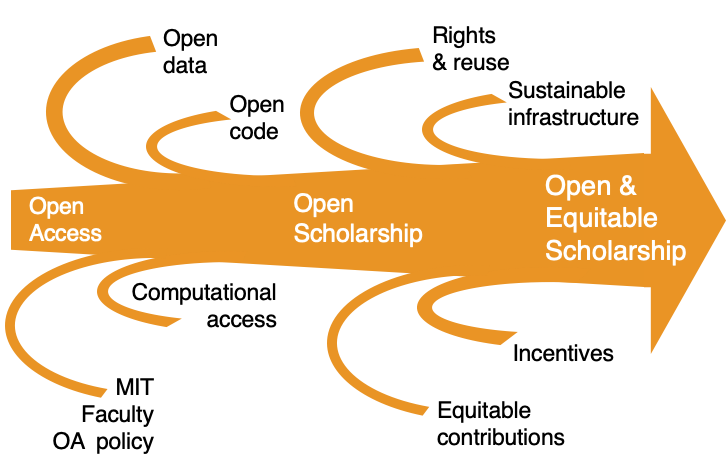 Open
data
Open
code
Rights
& reuse
Sustainable
infrastructure
Open
Access
Open
Scholarship
Open &
Equitable
Scholarship
Computational
access
MIT
Faculty
OA policy
Incentives
Equitable
contributions